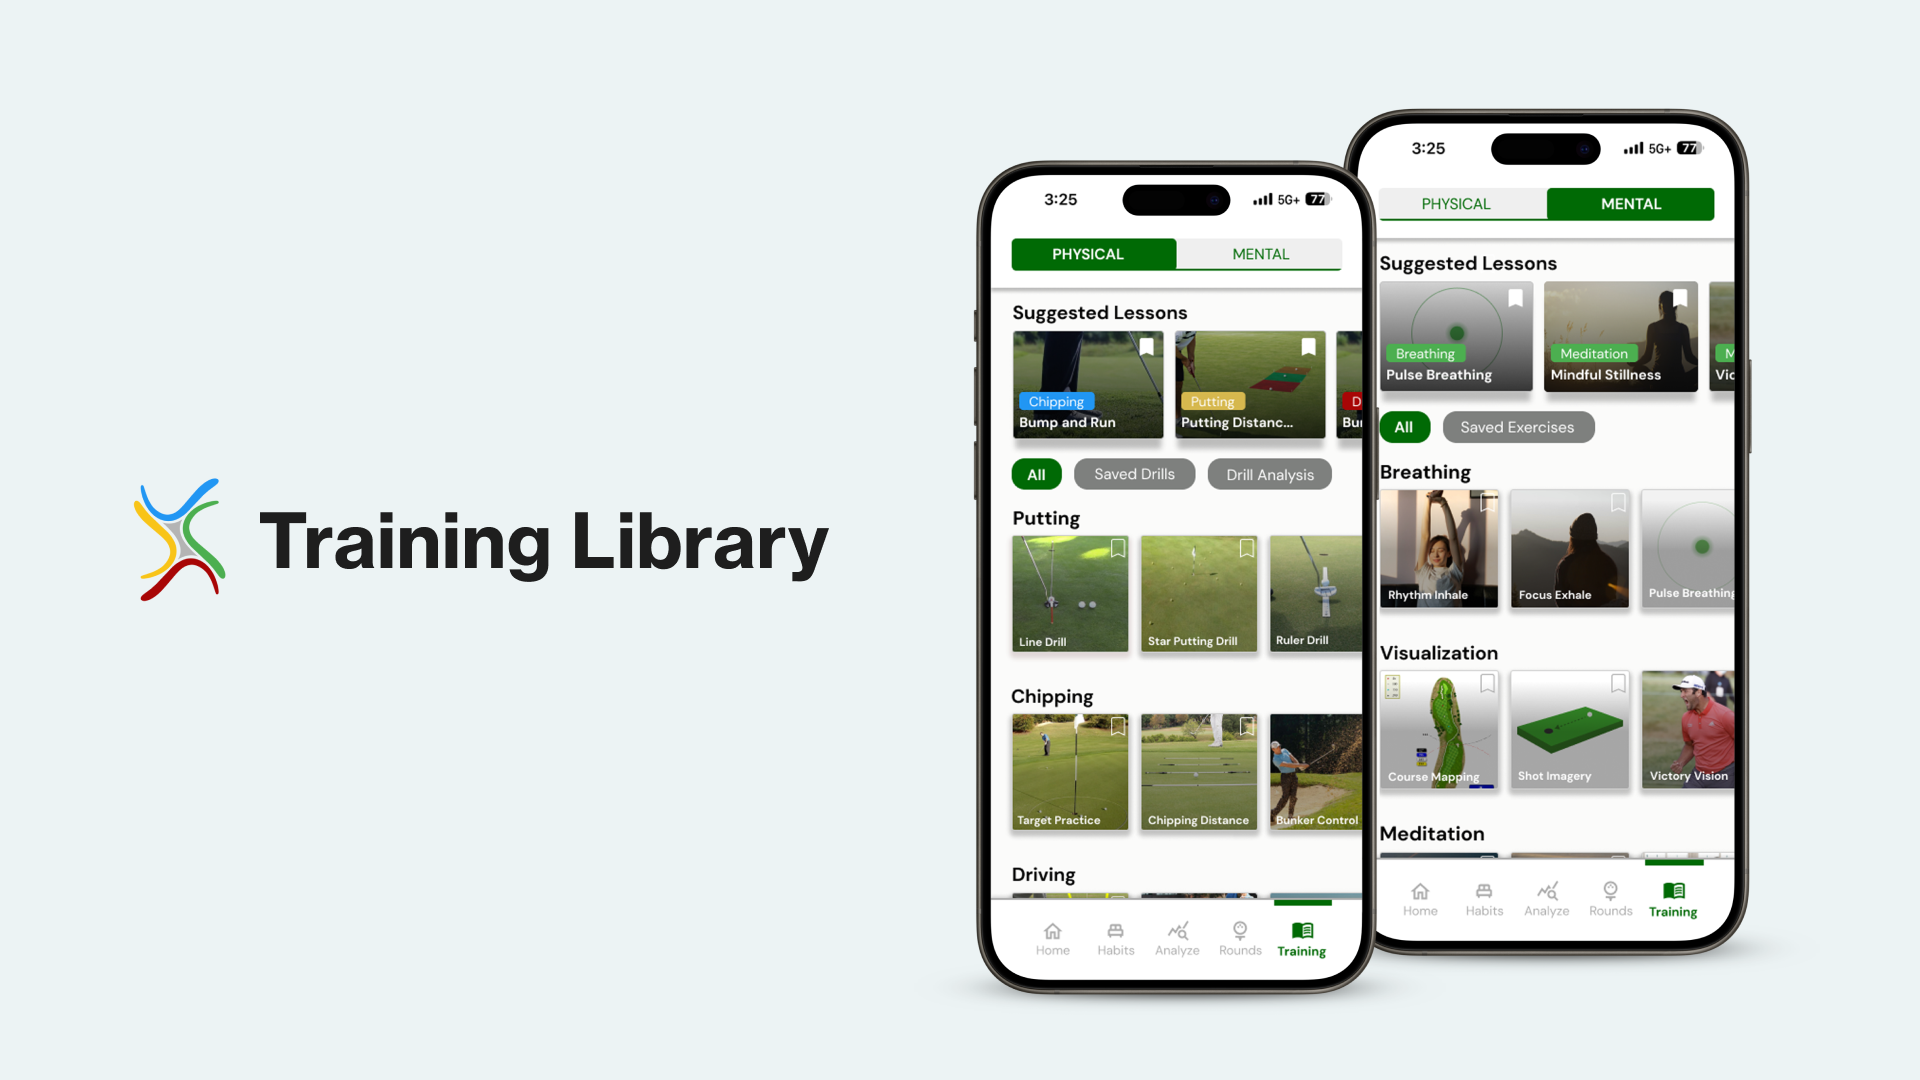 Training Library
3:25
5G+ 77
PHYSICAL
MENTAL
Suggested Lessons
Chipping
Bump and Run
Putting
Putting Distanc...
D
Bu
All
Saved Drills
Drill Analysis
Putting
Line Drill
Star Putting Drill
Ruler Drill
Chipping
Target Practice
Chipping Distance
Bunker Control
Driving
Home
Habits
Analyze
Rounds
Training
3:25
5G+ 77
PHYSICAL
MENTAL
Suggested Lessons
Breathing
Pulse Breathing
Meditation
Mindful Stillness
M
Vic
All
Saved Exercises
Breathing
Rhythm Inhale
Focus Exhale
Pulse Breathing
Visualization
Course Mapping
Shot Imagery
Victory Vision
Meditation
Home
Habits
Analyze
Rounds
Training